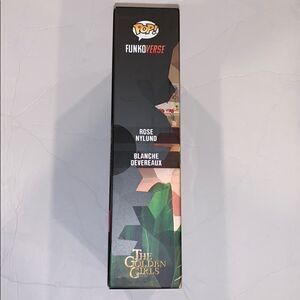 POP!
FUNKOVERSE
ROSE
NYLUND
BLANCHE
DEVEREAUX
THE
GOLDEN
GIRLS